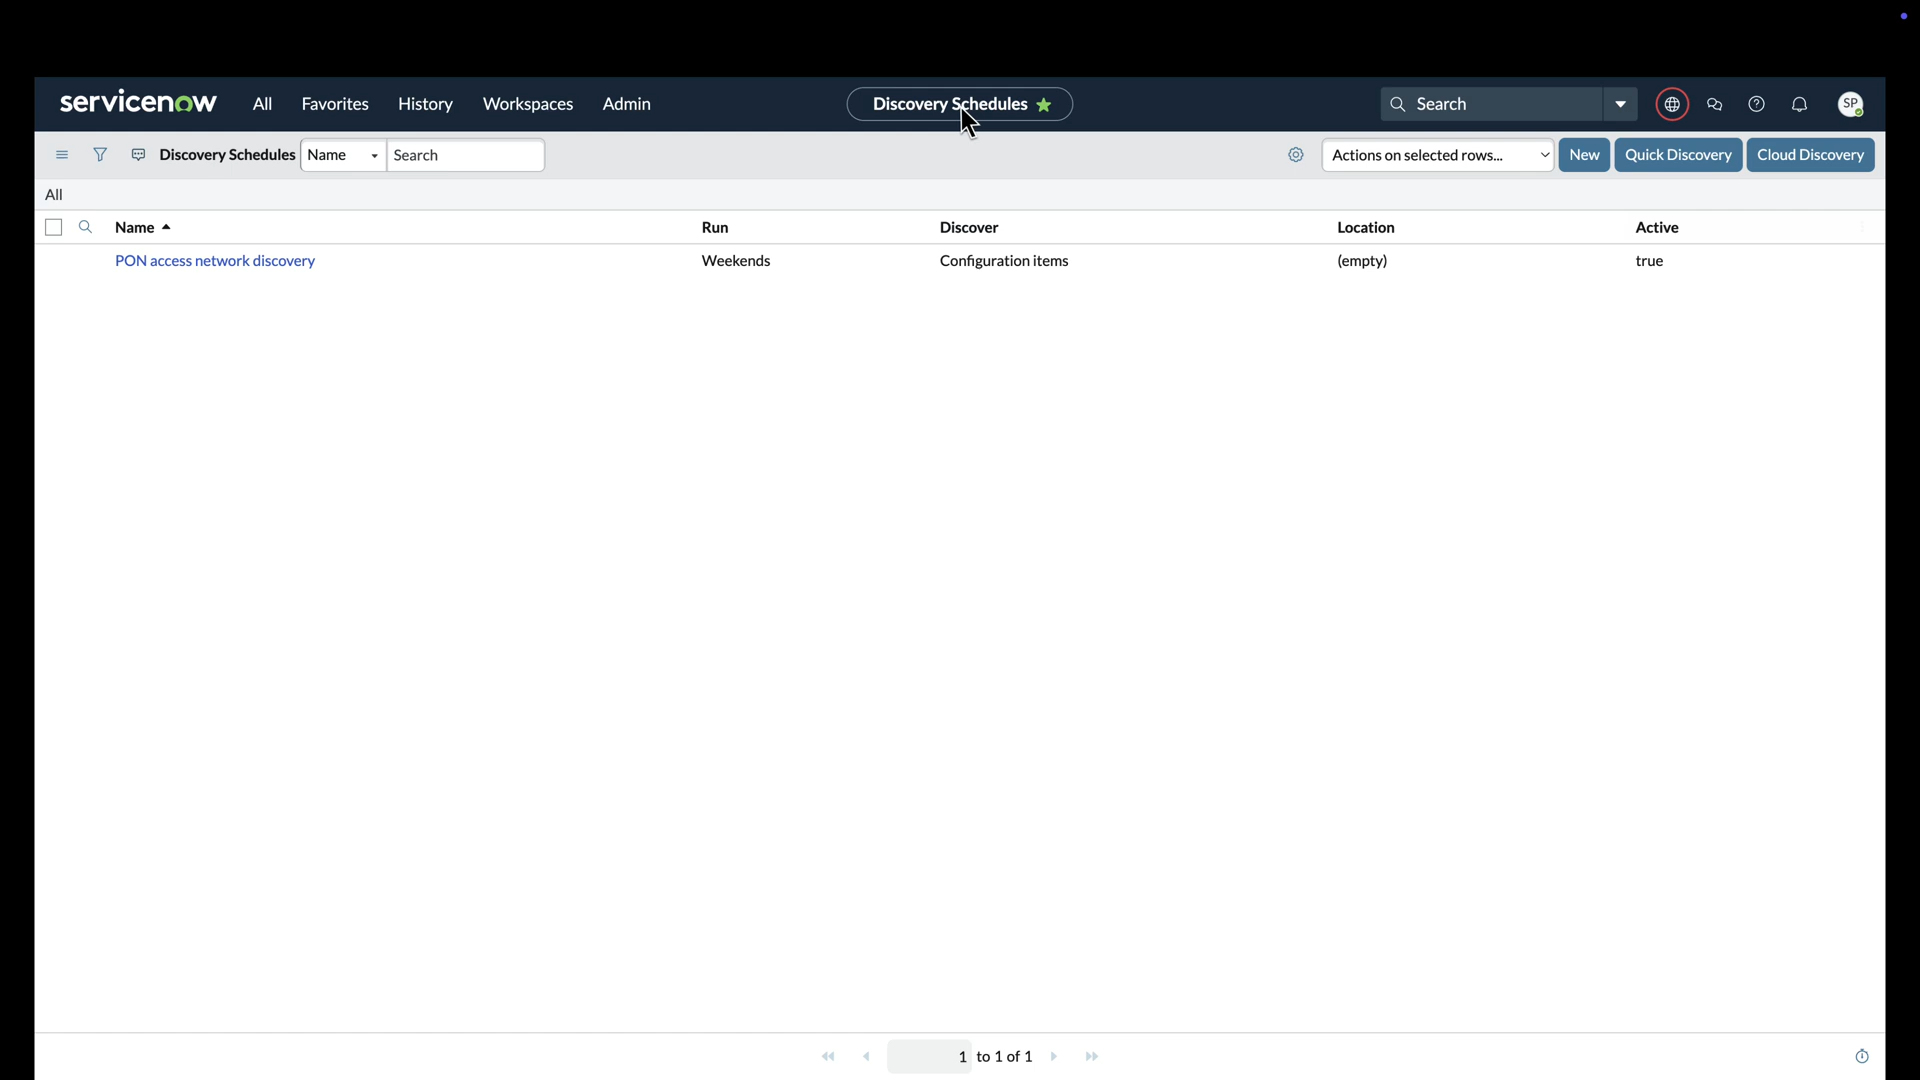 servicenow All Favorites History Workspaces Admin Discovery Schedules Search SP
Discovery Schedules Name Search Actions on selected rows... New Quick Discovery Cloud Discovery
All
Name Run Discover Location Active
PON access network discovery Weekends Configuration items (empty) true
1 to 1 of 1